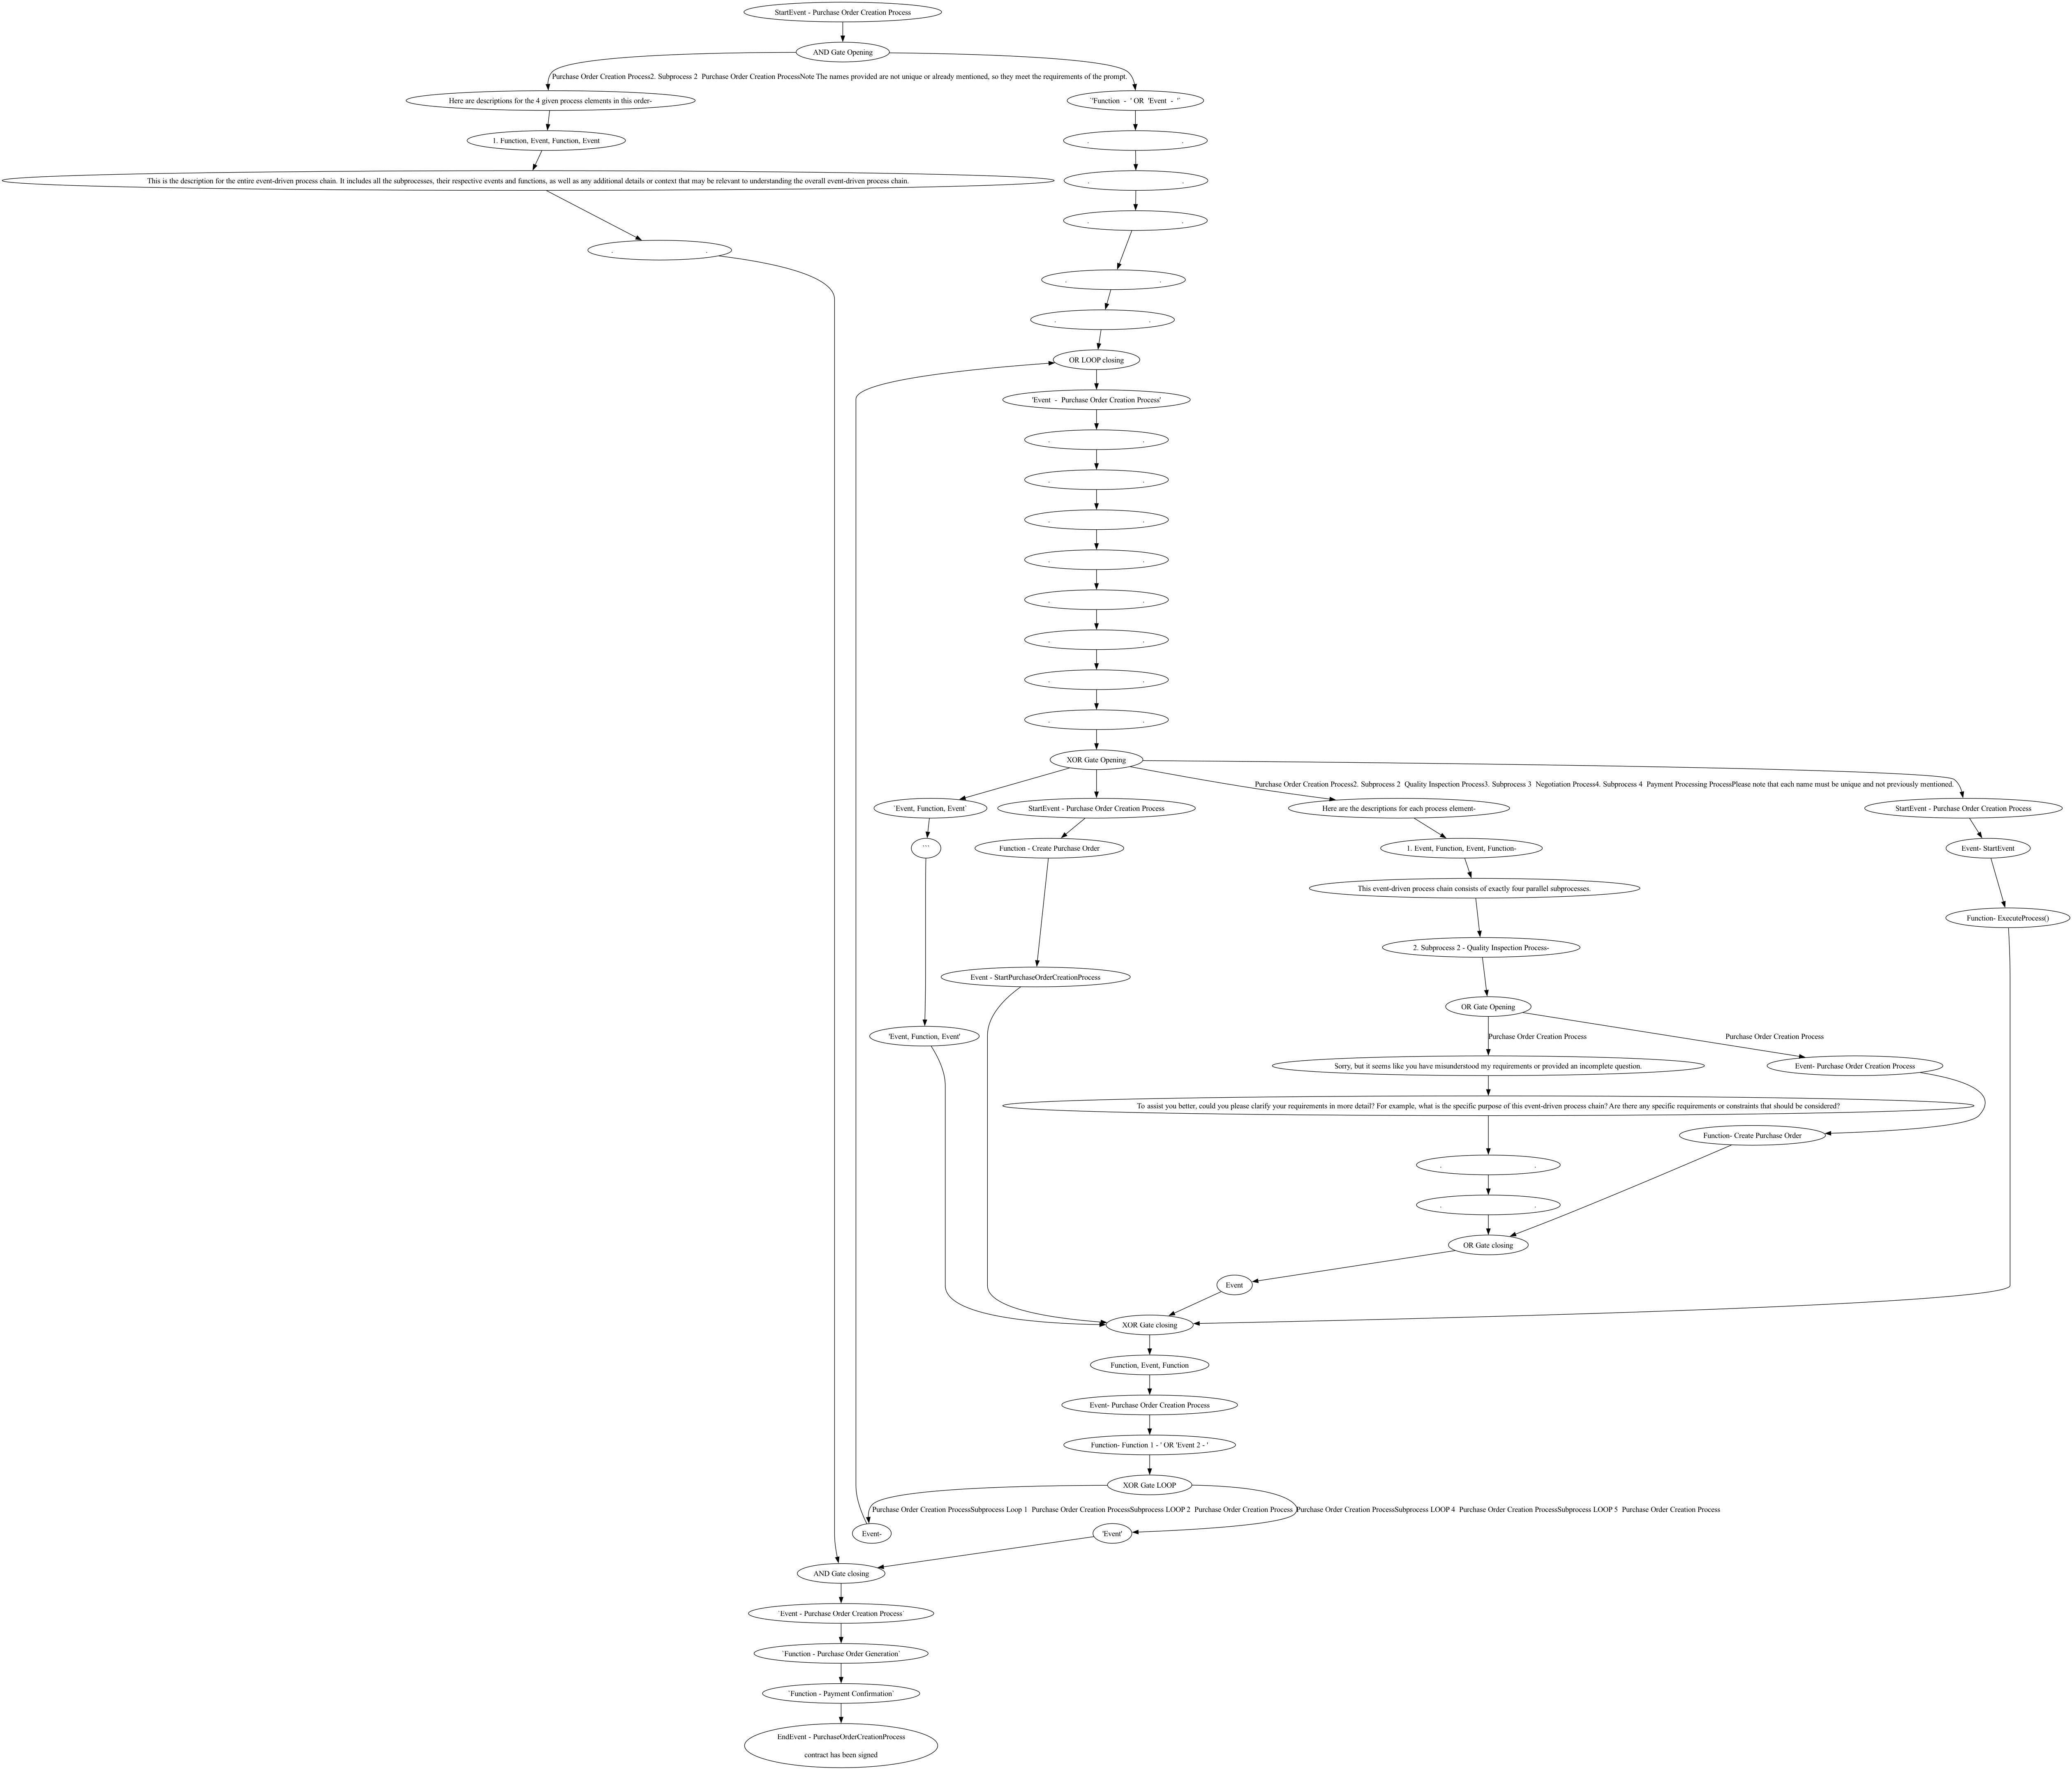 StartEvent - Purchase Order Creation Process
AND Gate Opening
Purchase Order Creation Process2. Subprocess 2  Purchase Order Creation ProcessNote The names provided are not unique or already mentioned, so they meet the requirements of the prompt.
Here are descriptions for the 4 given process elements in this order-
`"Function  -  ' OR  'Event  -  "
1. Function, Event, Function, Event
. .
This is the description for the entire event-driven process chain. It includes all the subprocesses, their respective events and functions, as well as any additional details or context that may be relevant to understanding the overall event-driven process chain.
. .
. .
. .
. .
. .
OR LOOP closing
'Event  -  Purchase Order Creation Process'
. .
. .
. .
. .
. .
. .
. .
. .
XOR Gate Opening
Purchase Order Creation Process2. Subprocess 2  Quality Inspection Process3. Subprocess 3  Negotiation Process4. Subprocess 4  Payment Processing ProcessPlease note that each name must be unique and not previously mentioned.
`Event, Function, Event`
StartEvent - Purchase Order Creation Process
Here are the descriptions for each process element-
StartEvent - Purchase Order Creation Process
```
Function - Create Purchase Order
1. Event, Function, Event, Function-
Event- StartEvent
This event-driven process chain consists of exactly four parallel subprocesses.
Function- ExecuteProcess()
2. Subprocess 2 - Quality Inspection Process-
Event - StartPurchaseOrderCreationProcess
OR Gate Opening
'Event, Function, Event'
Purchase Order Creation Process
Purchase Order Creation Process
Sorry, but it seems like you have misunderstood my requirements or provided an incomplete question.
Event- Purchase Order Creation Process
To assist you better, could you please clarify your requirements in more detail? For example, what is the specific purpose of this event-driven process chain? Are there any specific requirements or constraints that should be considered?
Function- Create Purchase Order
. .
. .
OR Gate closing
Event
XOR Gate closing
Function, Event, Function
Event- Purchase Order Creation Process
Function- Function 1 - ' OR 'Event 2 - '
XOR Gate LOOP
Purchase Order Creation ProcessSubprocess Loop 1  Purchase Order Creation ProcessSubprocess LOOP 2  Purchase Order Creation Process
Purchase Order Creation ProcessSubprocess LOOP 4  Purchase Order Creation ProcessSubprocess LOOP 5  Purchase Order Creation Process
Event-
'Event'
AND Gate closing
`Event - Purchase Order Creation Process`
`Function - Purchase Order Generation`
`Function - Payment Confirmation`
EndEvent - PurchaseOrderCreationProcess
contract has been signed